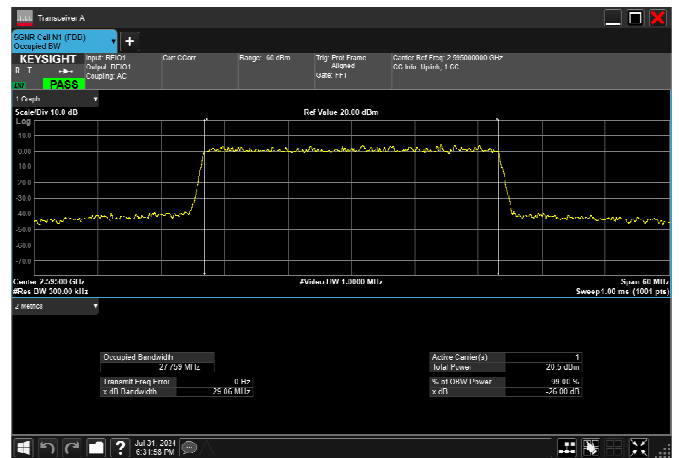 Transceiver A
5GNR Cell N1 (FDD)
Occupied BW
+
KEYSIGHT
R T
PASS
Input: RFIO1
Output: RFIO1
Coupling: AC
Corr CCorr
Range: 60 dBm
Trig: Prot Frame
Aligned
Gate: FFT
Carrier Ref Freq: 2.595000000 GHz
CC Info: Uplink, 1 CC
1 Graph
Scale/Div 10.0 dB
Ref Value 20.00 dBm
Log
10.0
0.00
-10.0
-20.0
-30.0
-40.0
-50.0
-60.0
-70.0
Center 2.59500 GHz
#Video BW 1.0000 MHz
Span 60 MHz
#Res BW 300.00 kHz
Sweep 1.00 ms (1001 pts)
2 Metrics
Occupied Bandwidth
27.759 MHz
Transmit Freq Error 0 Hz
x dB Bandwidth 29.06 MHz
Active Carrier(s) 1
Total Power 20.5 dBm
% of OBW Power 99.00 %
x dB -26.00 dB
?
Jul 31, 2024
6:31:58 PM